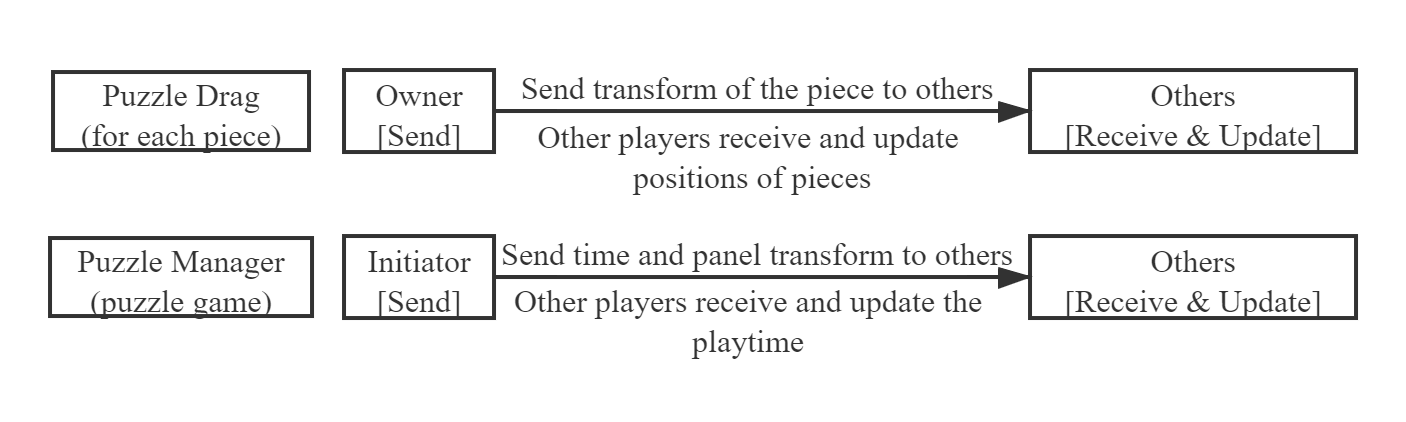 Puzzle Drag
(for each piece)
Owner
[Send]
Send transform of the piece to others
Other players receive and update
positions of pieces
Others
[Receive & Update]
Puzzle Manager
(puzzle game)
Initiator
[Send]
Send time and panel transform to others
Other players receive and update the
playtime
Others
[Receive & Update]